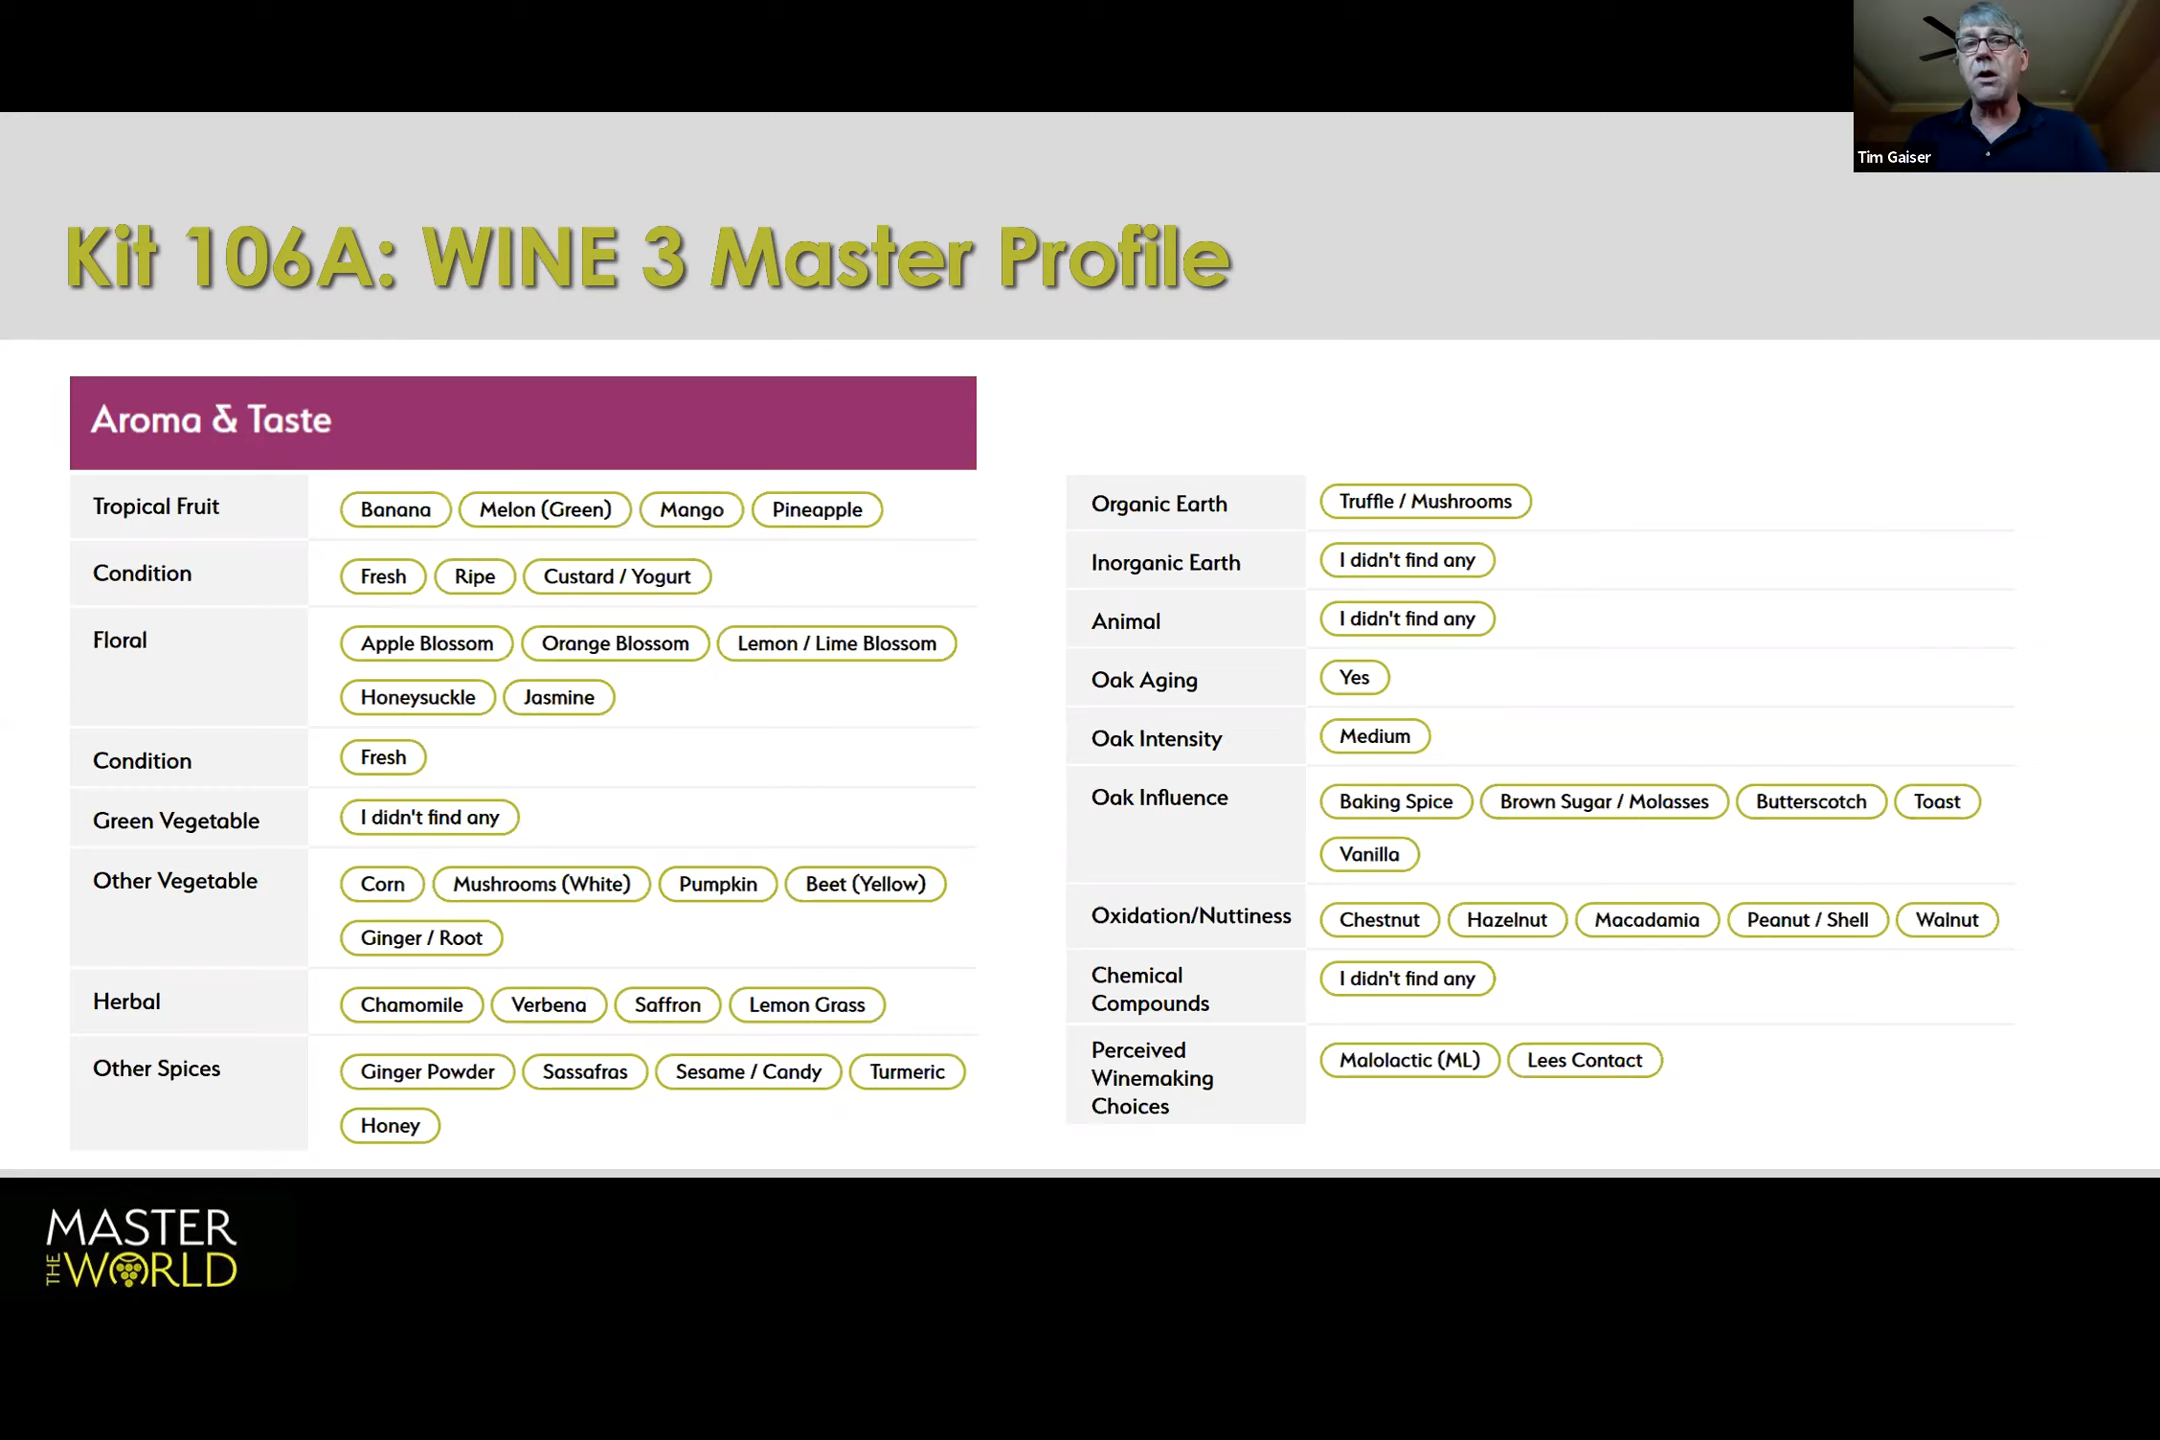 Tim Gaiser
Kit 106A: WINE 3 Master Profile
Aroma & Taste
Tropical Fruit Banana Melon (Green) Mango Pineapple
Condition Fresh Ripe Custard / Yogurt
Floral Apple Blossom Orange Blossom Lemon / Lime Blossom
Honeysuckle Jasmine
Condition Fresh
Green Vegetable I didn't find any
Other Vegetable Corn Mushrooms (White) Pumpkin Beet (Yellow)
Ginger / Root
Herbal Chamomile Verbena Saffron Lemon Grass
Other Spices Ginger Powder Sassafras Sesame / Candy Turmeric
Honey
Organic Earth Truffle / Mushrooms
Inorganic Earth I didn't find any
Animal I didn't find any
Oak Aging Yes
Oak Intensity Medium
Oak Influence Baking Spice Brown Sugar / Molasses Butterscotch Toast
Vanilla
Oxidation/Nuttiness Chestnut Hazelnut Macadamia Peanut / Shell Walnut
Chemical I didn't find any
Compounds
Perceived Malolactic (ML) Lees Contact
Winemaking
Choices
MASTER
THE WORLD